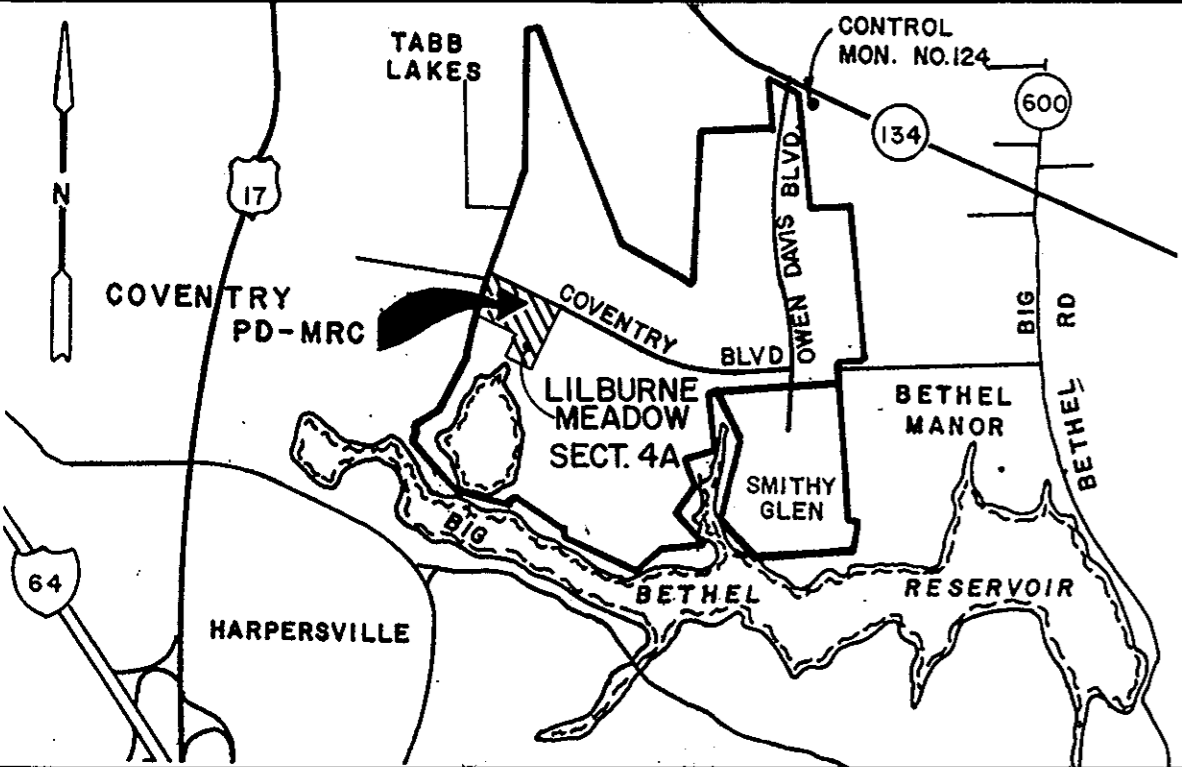 TABB
LAKES
CONTROL
MON. NO.124
600
134
17
N
OWEN DAVIS BLVD.
COVENTRY
PD-MRC
COVENTRY BLVD
BIG BETHEL RD
LILBURNE
MEADOW
SECT. 4A
BETHEL
MANOR
SMITHY
GLEN
BIG BETHEL RESERVOIR
64
HARPERSVILLE